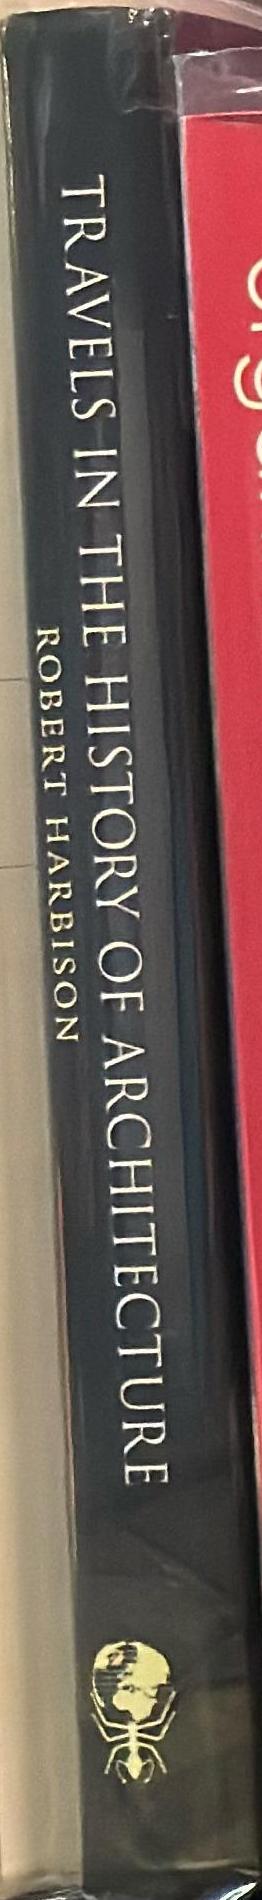 TRAVELS IN THE HISTORY OF ARCHITECTURE
ROBERT HARBISON